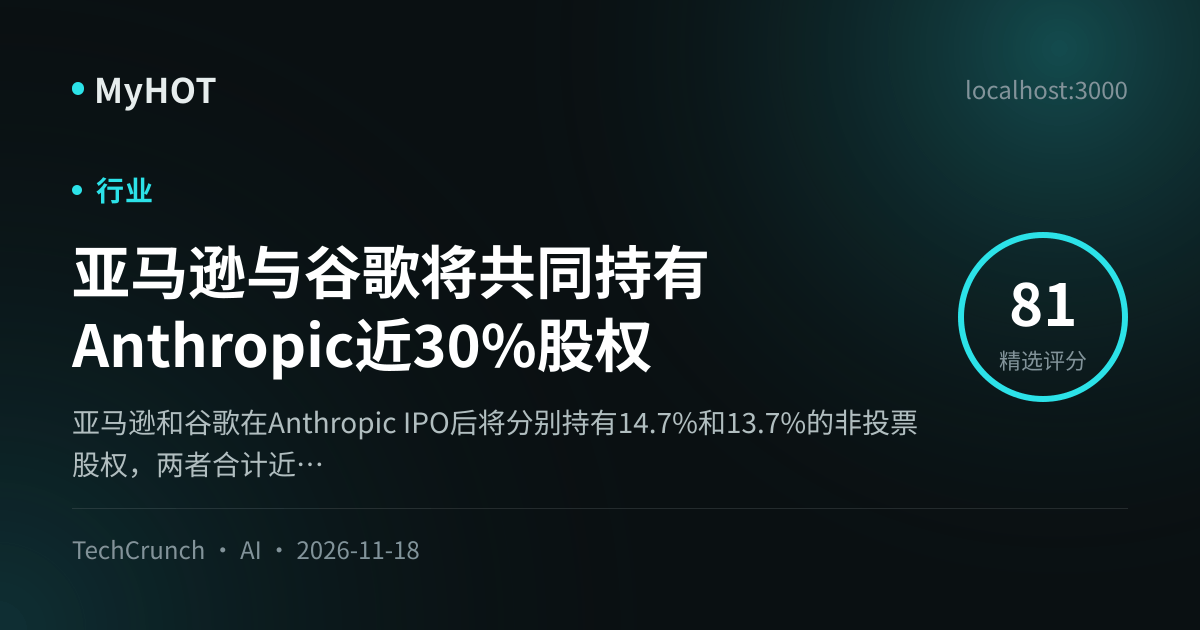 MyHOT
localhost:3000
行业
亚马逊与谷歌将共同持有
Anthropic近30%股权
81
精选评分
亚马逊和谷歌在Anthropic IPO后将分别持有14.7%和13.7%的非投票
股权，两者合计近…
TechCrunch · AI · 2026-11-18